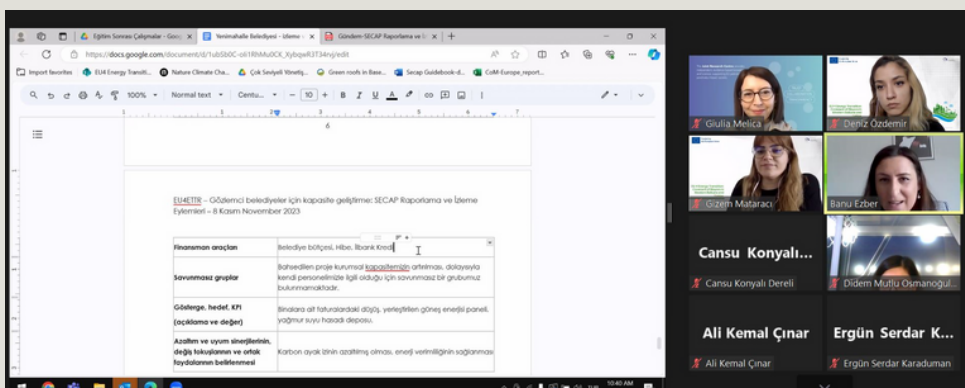 Eğitim Sonrası Çalışmalar - Goog
Yenimahalle Belediyesi - izleme
Gündem-SECAP Raporlama ve İz
https://docs.google.com/document/d/
/edit
Import favorites
EU4 Energy Transiti...
Nature Climate Cha...
Çok Seviyeli Yönetiş...
Green roofs in Base...
Secap Guidebook-d...
CoM-Europe_report...
100%
Normal text
Centu...
10
B I U A
6
EU4ETTR – Gözlemci belediyeler için kapasite geliştirme: SECAP Raporlama ve İzleme
Eylemleri – 8 Kasım November 2023
Finansman araçları
Belediye bütçesi, Hibe, İlbank Kredi
Savunmasız gruplar
Bahsedilen proje kurumsal kapasitemizin artırılması, dolayısıyla
kendi personelimizle ilgili olduğu için savunmasız bir grubumuz
bulunmamaktadır.
Gösterge, hedef, KPI
(açıklama ve değer)
Binalara ait faturalardaki düşüş, yerleştirilen güneş enerjisi paneli,
yağmur suyu hasadı deposu.
Azaltım ve uyum sinerjilerinin,
değiş tokuşlarının ve ortak
faydalarının belirlenmesi
Karbon ayak izinin azaltılmış olması, enerji verimliliğinin sağlanması
Giulia Melica
Deniz Özdemir
Gizem Mataracı
Banu Ezber
Cansu Konyalı...
Cansu Konyalı Dereli
Didem Mutlu Osmanoğul...
Ali Kemal Çınar
Ali Kemal Çınar
Ergün Serdar K...
Ergün Serdar Karaduman
10:40 AM